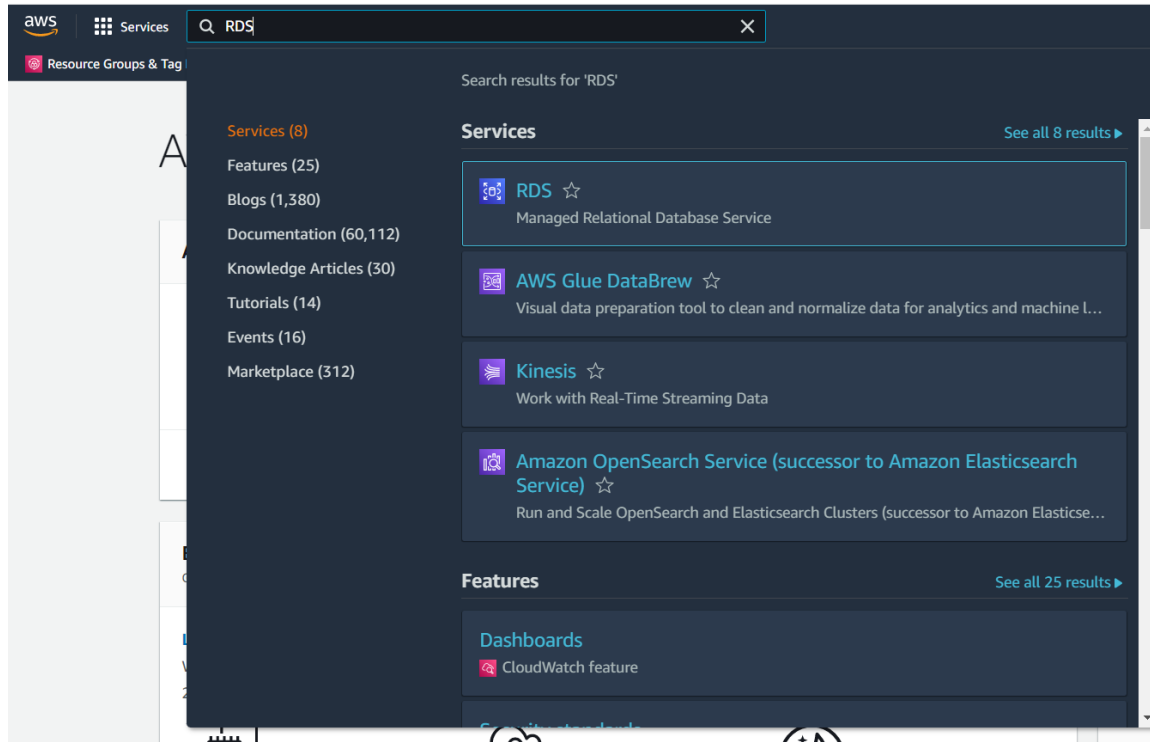 aws
Services
RDS
Resource Groups & Tag
Search results for 'RDS'
Services (8)
Features (25)
Blogs (1,380)
Documentation (60,112)
Knowledge Articles (30)
Tutorials (14)
Events (16)
Marketplace (312)
Services
See all 8 results
RDS
Managed Relational Database Service
AWS Glue DataBrew
Visual data preparation tool to clean and normalize data for analytics and machine l...
Kinesis
Work with Real-Time Streaming Data
Amazon OpenSearch Service (successor to Amazon Elasticsearch
Service)
Run and Scale OpenSearch and Elasticsearch Clusters (successor to Amazon Elasticse...
Features
See all 25 results
Dashboards
CloudWatch feature